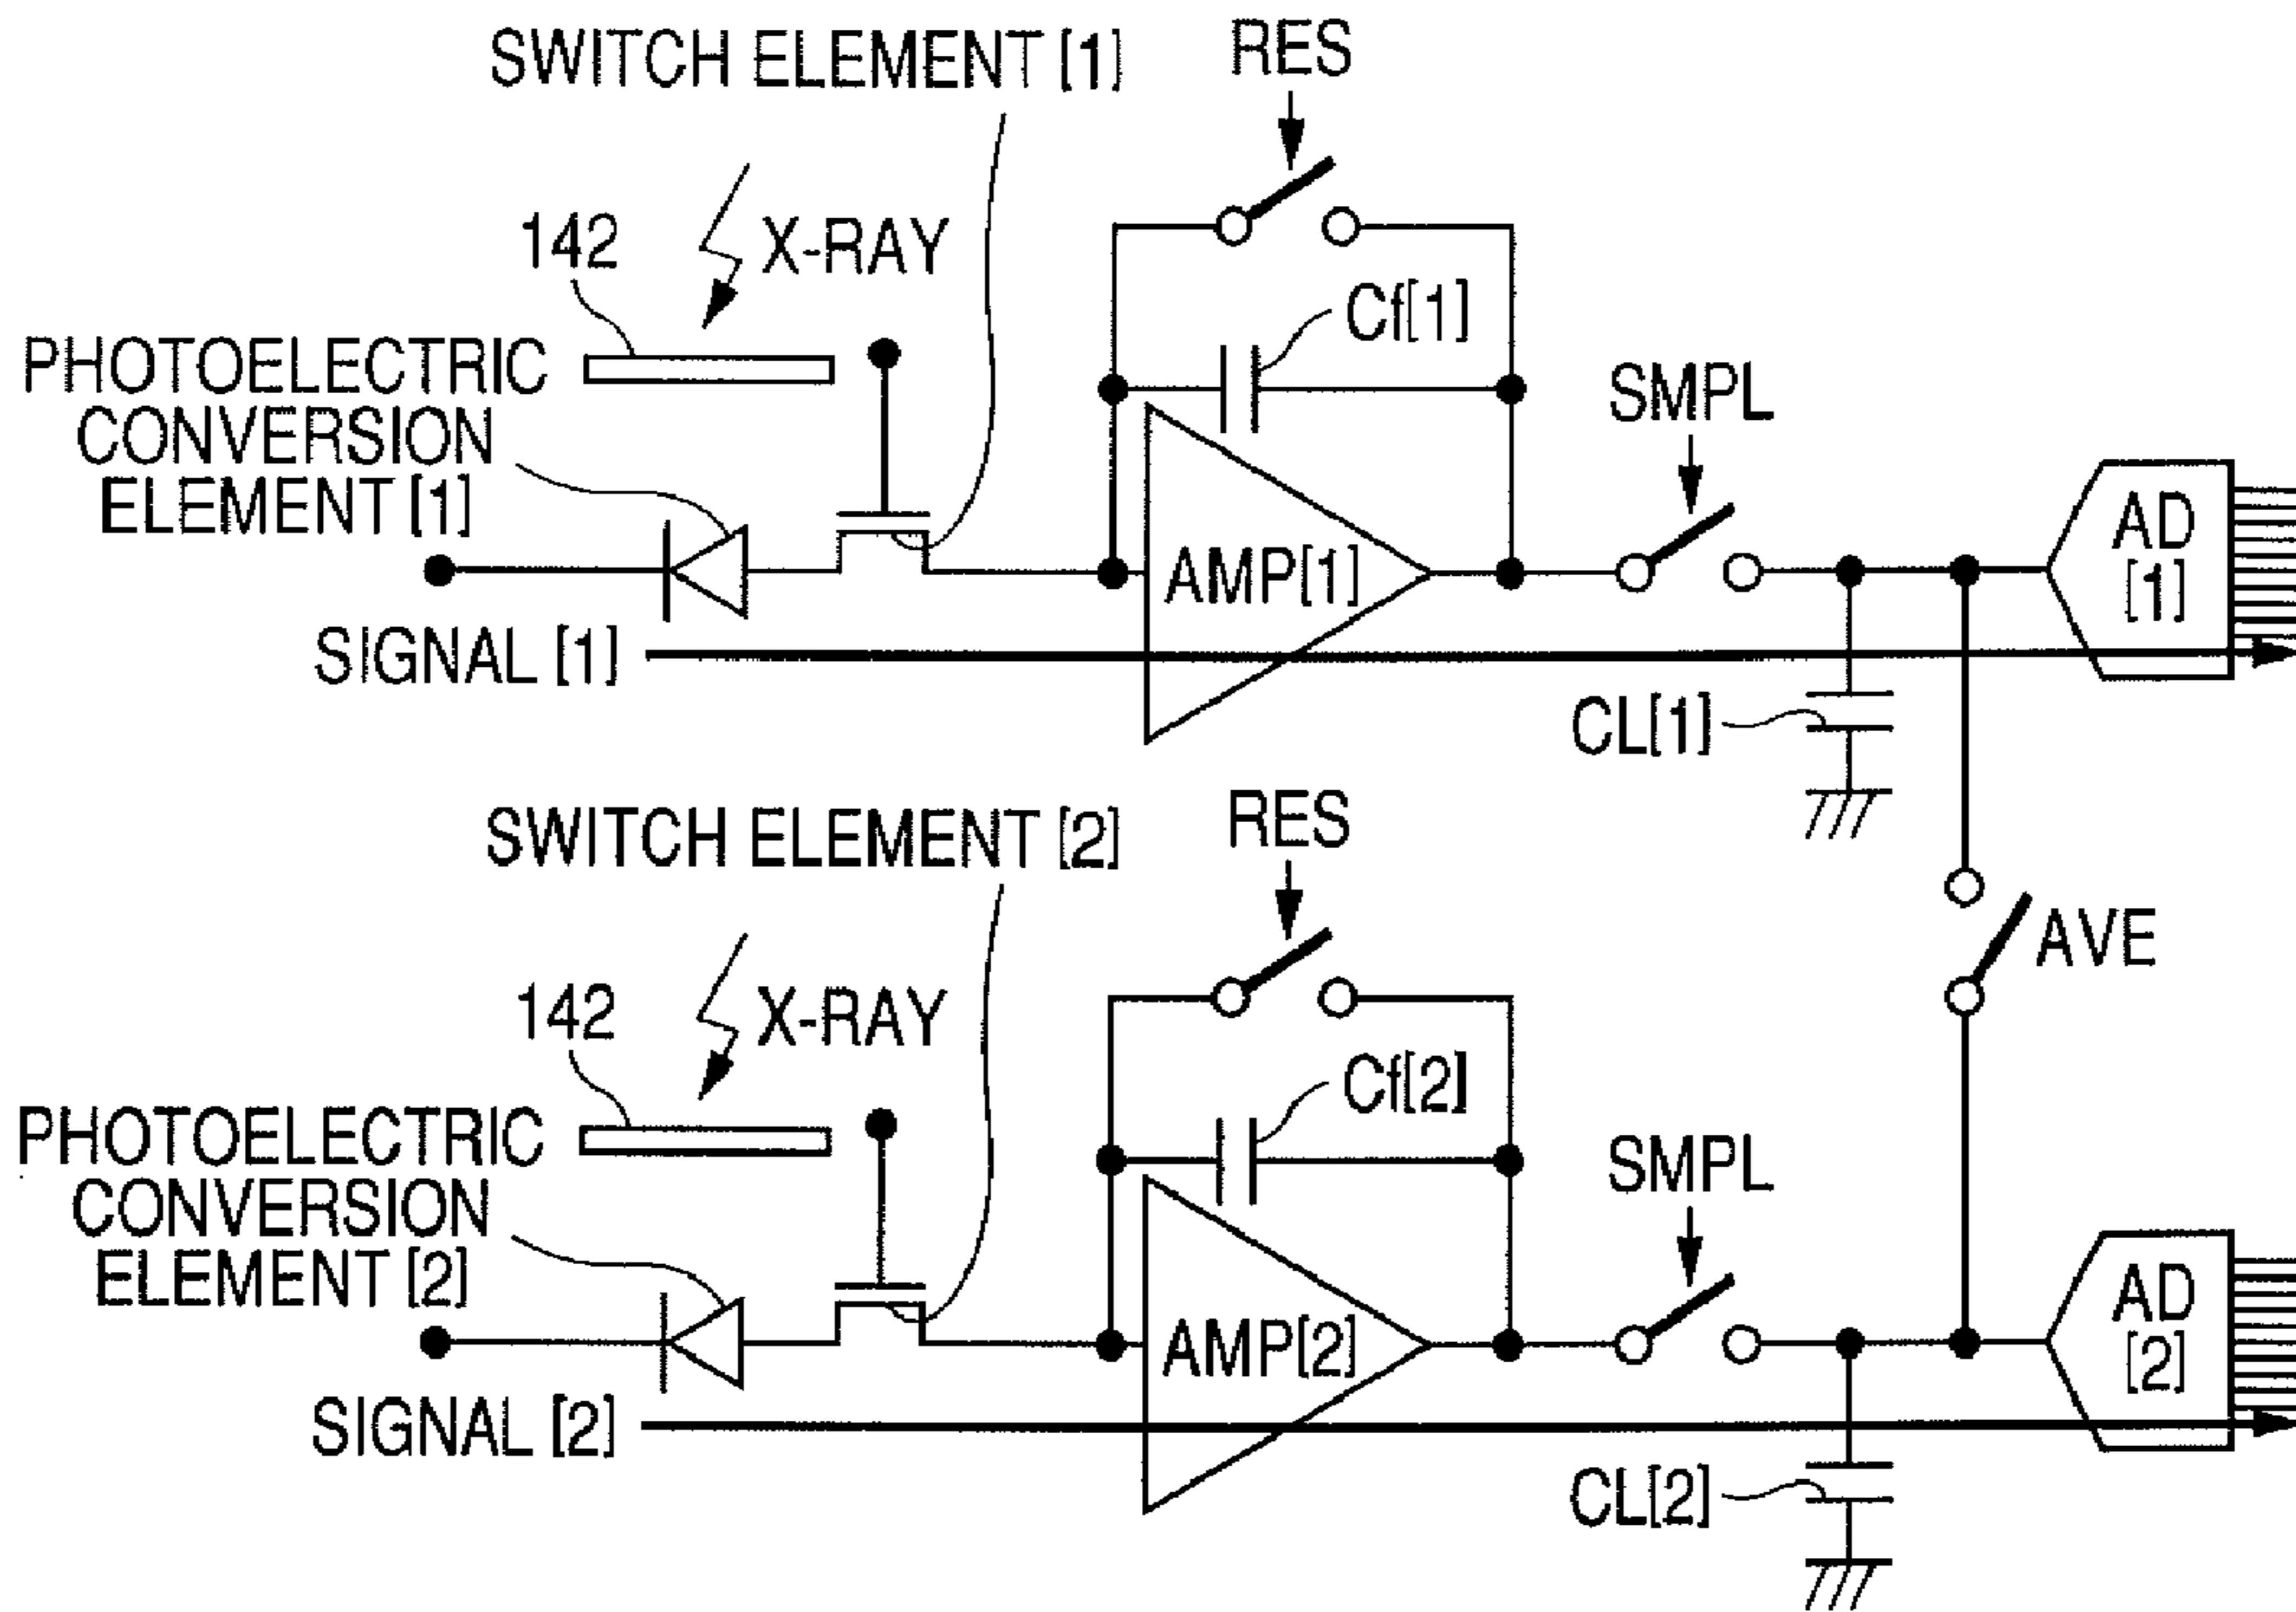 SWITCH ELEMENT [1]
RES
142
X-RAY
Cf[1]
PHOTOELECTRIC
CONVERSION
ELEMENT [1]
SMPL
AD
[1]
AMP[1]
SIGNAL [1]
CL[1]
SWITCH ELEMENT [2]
RES
AVE
142
X-RAY
Cf[2]
PHOTOELECTRIC
CONVERSION
ELEMENT [2]
SMPL
AD
[2]
AMP[2]
SIGNAL [2]
CL[2]